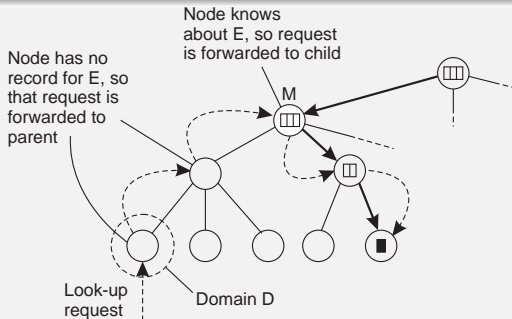 Node knows
about E, so request
is forwarded to child
Node has no
record for E, so
that request is
forwarded to
parent
M
Look-up
request
Domain D